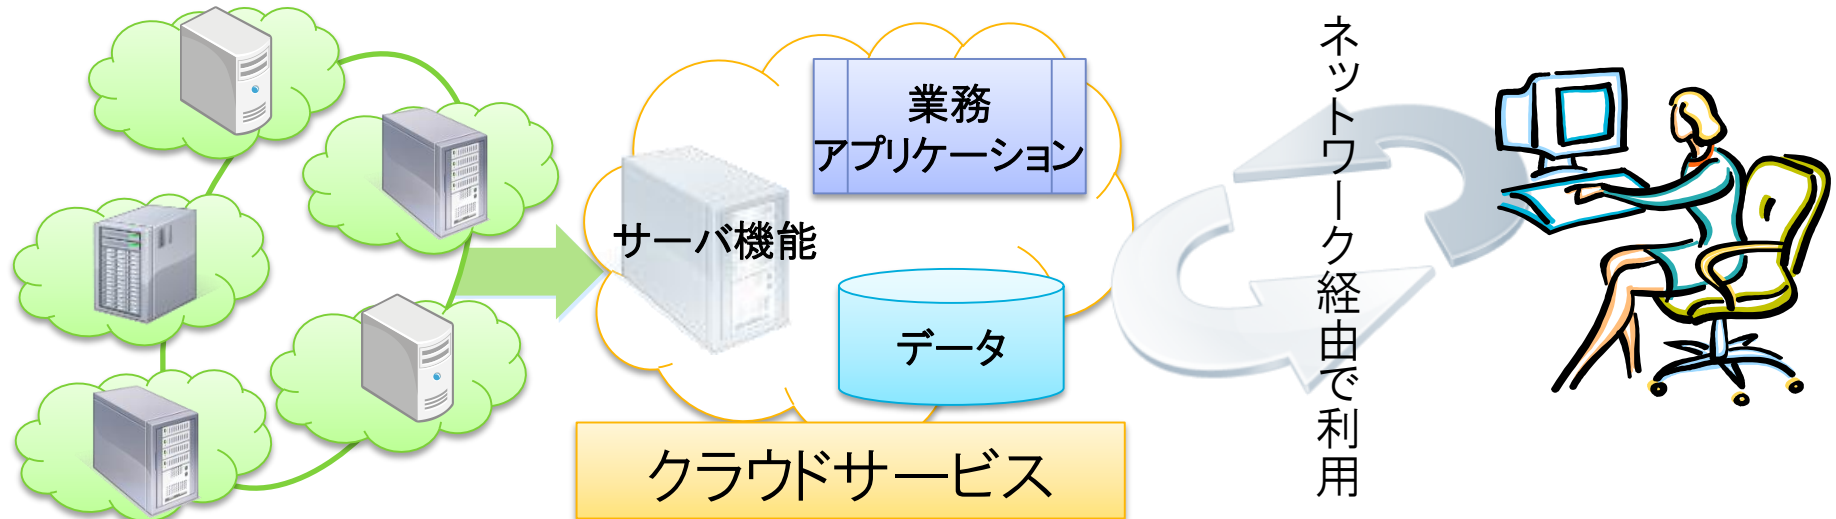 業務
アプリケーション
サーバ機能
データ
クラウドサービス
ネットワーク経由で利用